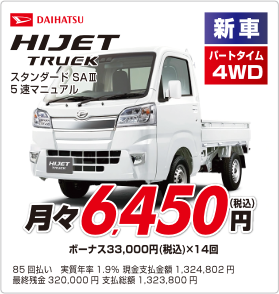 DAIHATSU
新車
HIJET
TRUCK
パートタイム
4WD
スタンダード SAⅢ
5速マニュアル
HIJET
TRUCK
月々6,450円(税込)
ボーナス33,000円(税込)×14回
85回払い 実質年率 1.9% 現金支払金額 1,324,802円
最終残金 320,000円 支払総額 1,323,800円